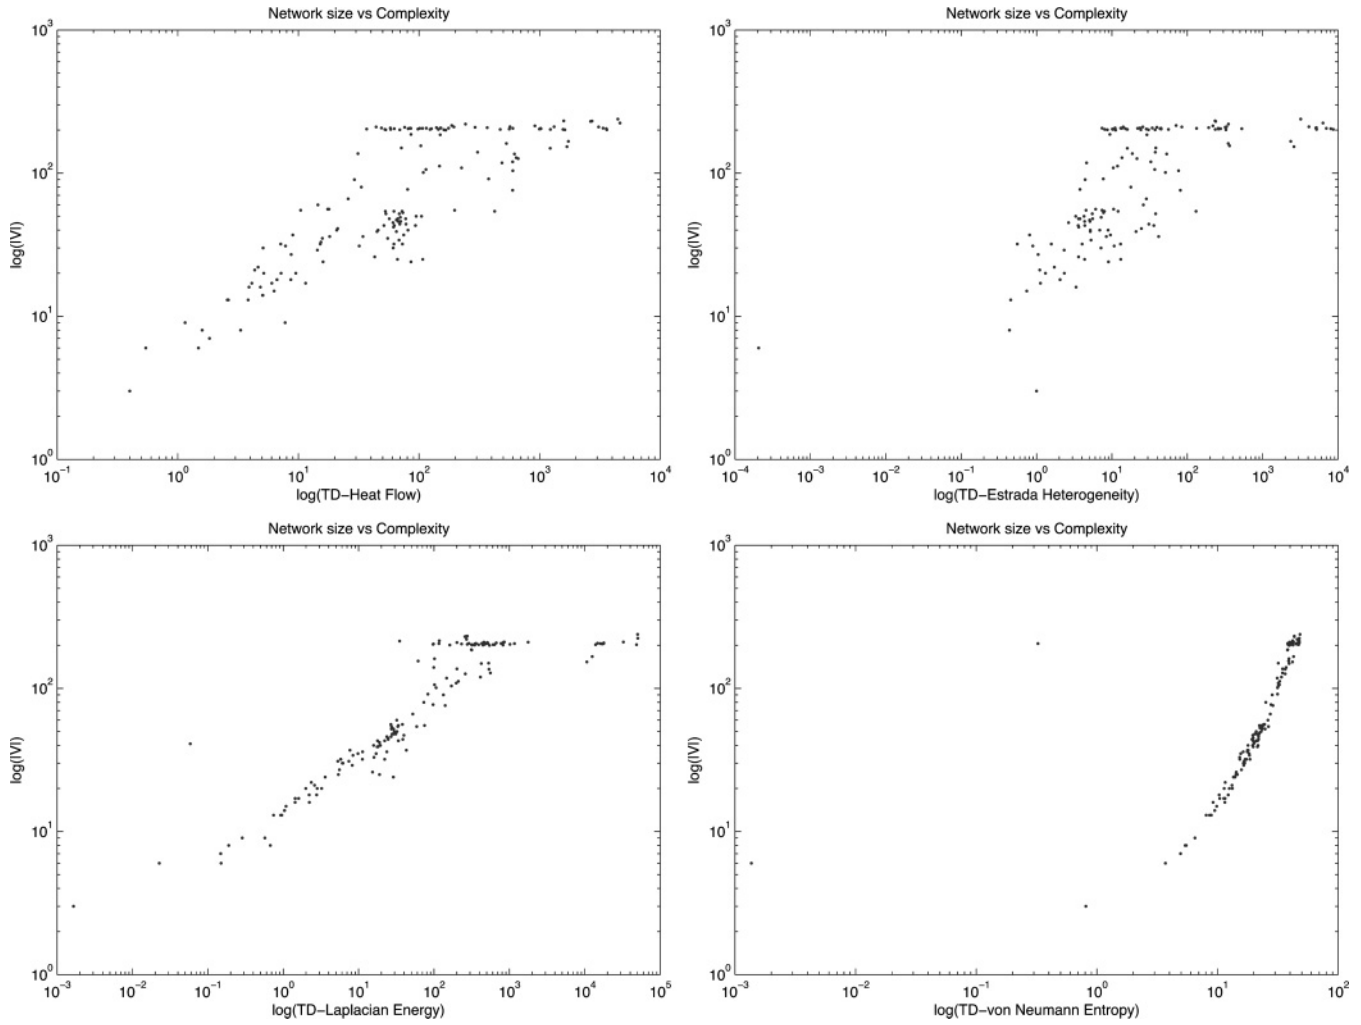 Network size vs Complexity
10^3
10^2
10^1
10^0
log(IVI)
10^−1 10^0 10^1 10^2 10^3 10^4
log(TD−Heat Flow)
Network size vs Complexity
10^3
10^2
10^1
10^0
log(IVI)
10^−4 10^−3 10^−2 10^−1 10^0 10^1 10^2 10^3 10^4
log(TD−Estrada Heterogeneity)
Network size vs Complexity
10^3
10^2
10^1
10^0
log(IVI)
10^−3 10^−2 10^−1 10^0 10^1 10^2 10^3 10^4 10^5
log(TD−Laplacian Energy)
Network size vs Complexity
10^3
10^2
10^1
10^0
log(IVI)
10^−3 10^−2 10^−1 10^0 10^1 10^2
log(TD−von Neumann Entropy)